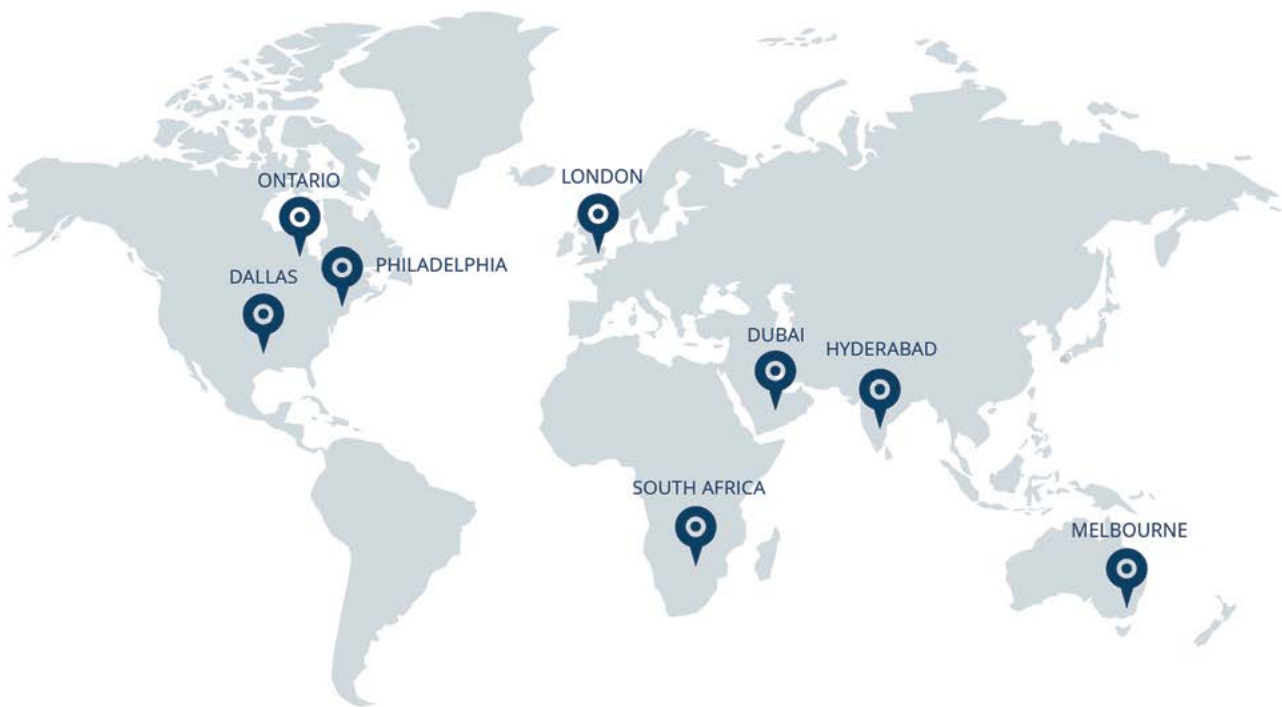 LONDON
ONTARIO
PHILADELPHIA
DALLAS
DUBAI
HYDERABAD
SOUTH AFRICA
MELBOURNE